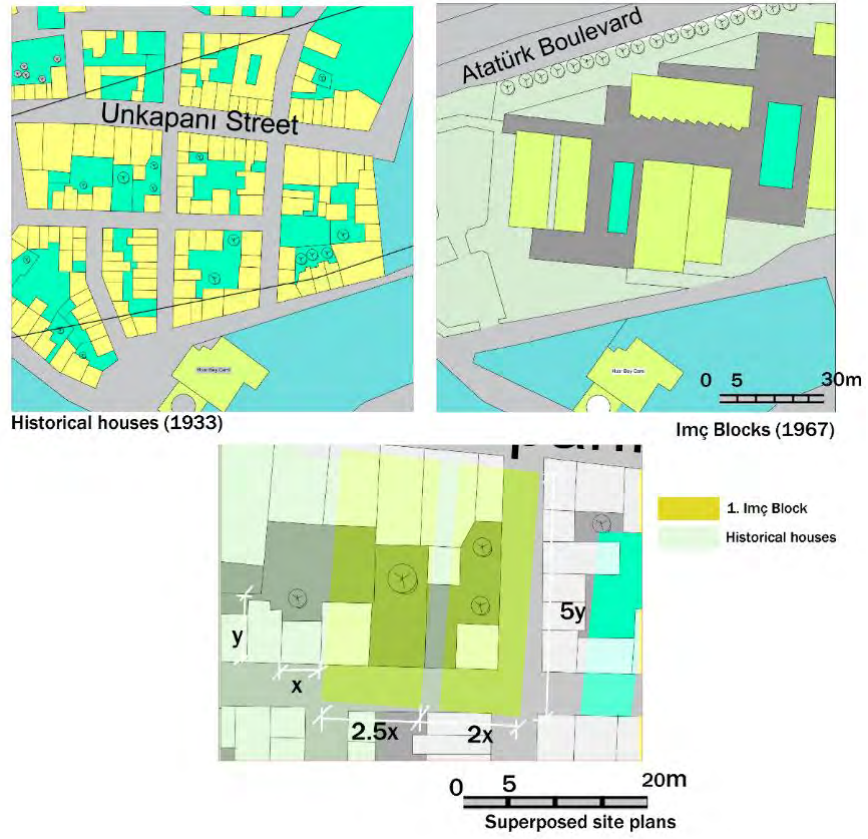 Unkapanı Street
Historical houses (1933)
Atatürk Boulevard
0 5 30m
Imç Blocks (1967)
y
x
2.5x
2x
5y
1. Imç Block
Historical houses
0 5 20m
Superposed site plans